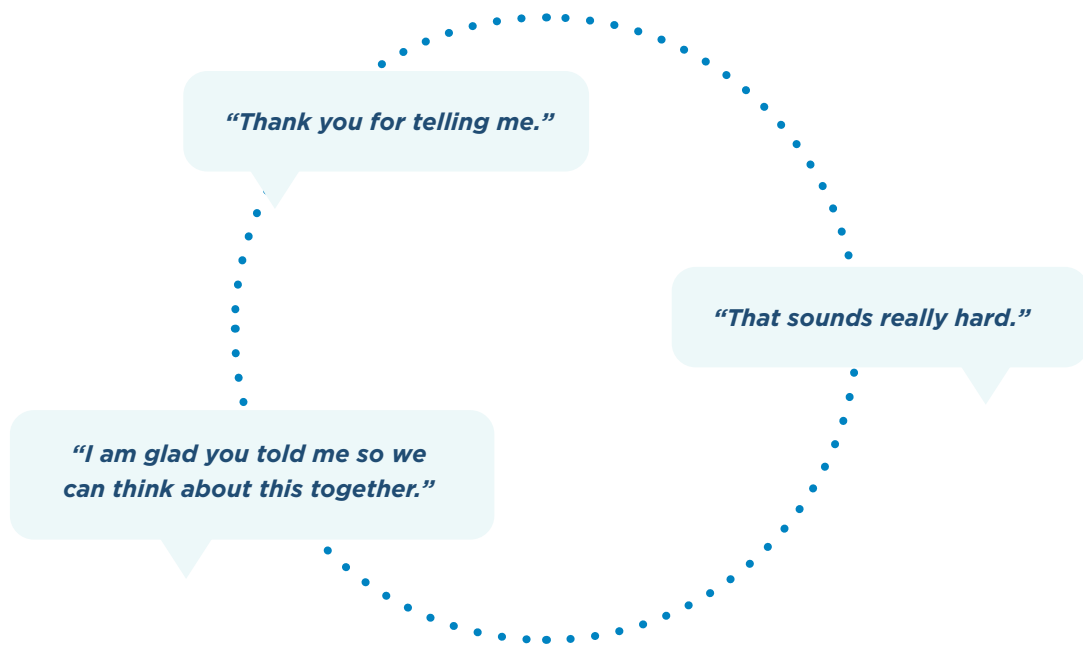 “Thank you for telling me.”
“That sounds really hard.”
“I am glad you told me so we
can think about this together.”